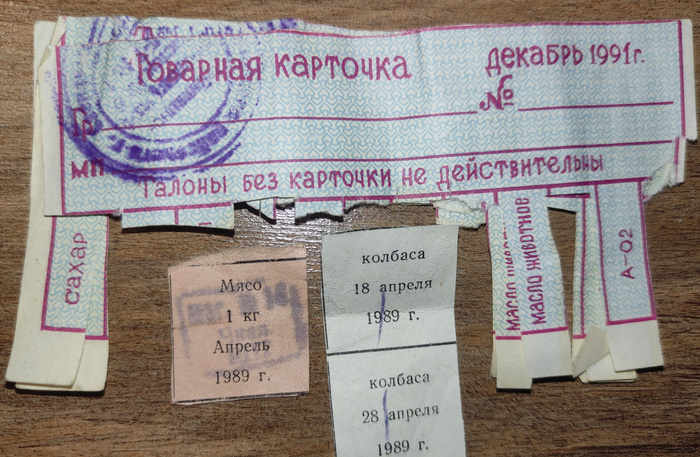 Товарная карточка
декабрь 1991г.
№
Гр
МП
Талоны без карточки не действительны
сахар
масло животное
А-02
Мясо
1 кг
Апрель
1989 г.
колбаса
18 апреля
1989 г.
колбаса
28 апреля
1989 г.